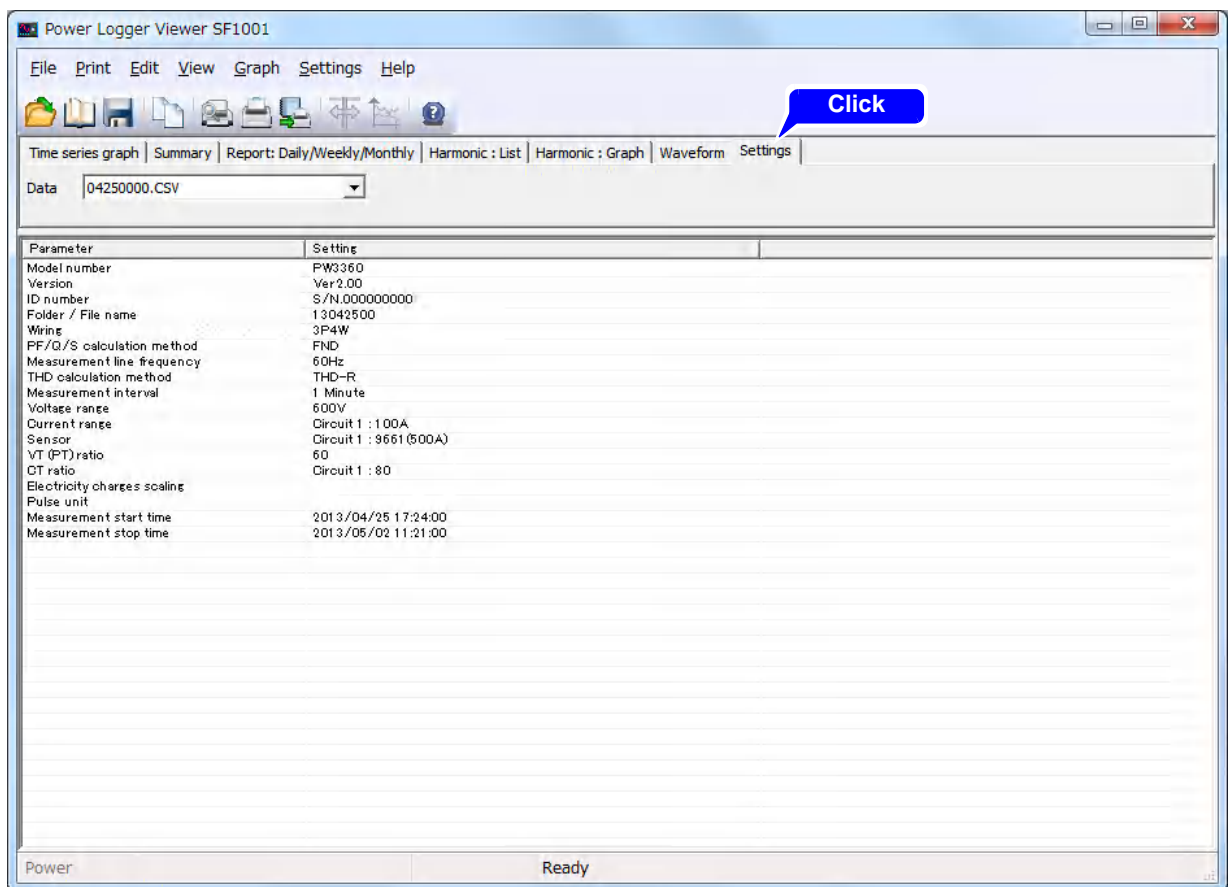 Power Logger Viewer SF1001
File Print Edit View Graph Settings Help
Click
Time series graph Summary Report: Daily/Weekly/Monthly Harmonic : List Harmonic : Graph Waveform Settings
Data 04250000.CSV
Parameter Setting
Model number PW3360
Version Ver2.00
ID number S/N.000000000
Folder / File name 13042500
Wiring 3P4W
PF/Q/S calculation method FND
Measurement line frequency 60Hz
THD calculation method THD-R
Measurement interval 1 Minute
Voltage range 600V
Current range Circuit 1 : 100A
Sensor Circuit 1 : 9661(500A)
VT (PT) ratio 60
CT ratio Circuit 1 : 80
Electricity charges scaling
Pulse unit
Measurement start time 2013/04/25 17:24:00
Measurement stop time 2013/05/02 11:21:00
Power Ready